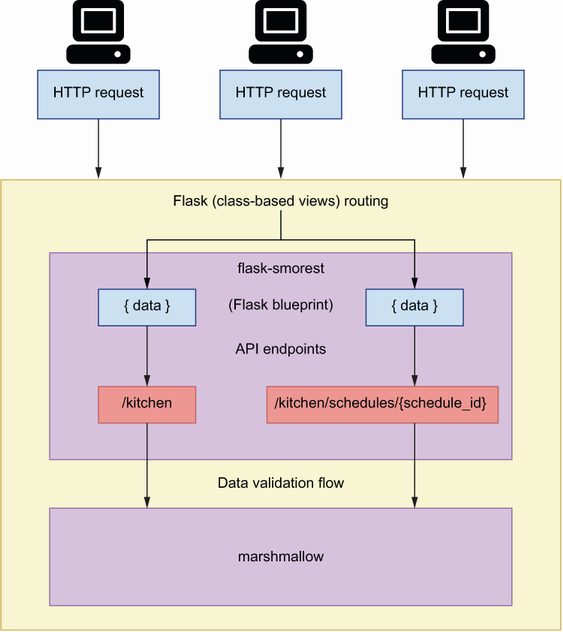 HTTP request
HTTP request
HTTP request
Flask (class-based views) routing
flask-smorest
{ data }
(Flask blueprint)
{ data }
API endpoints
/kitchen
/kitchen/schedules/{schedule_id}
Data validation flow
marshmallow